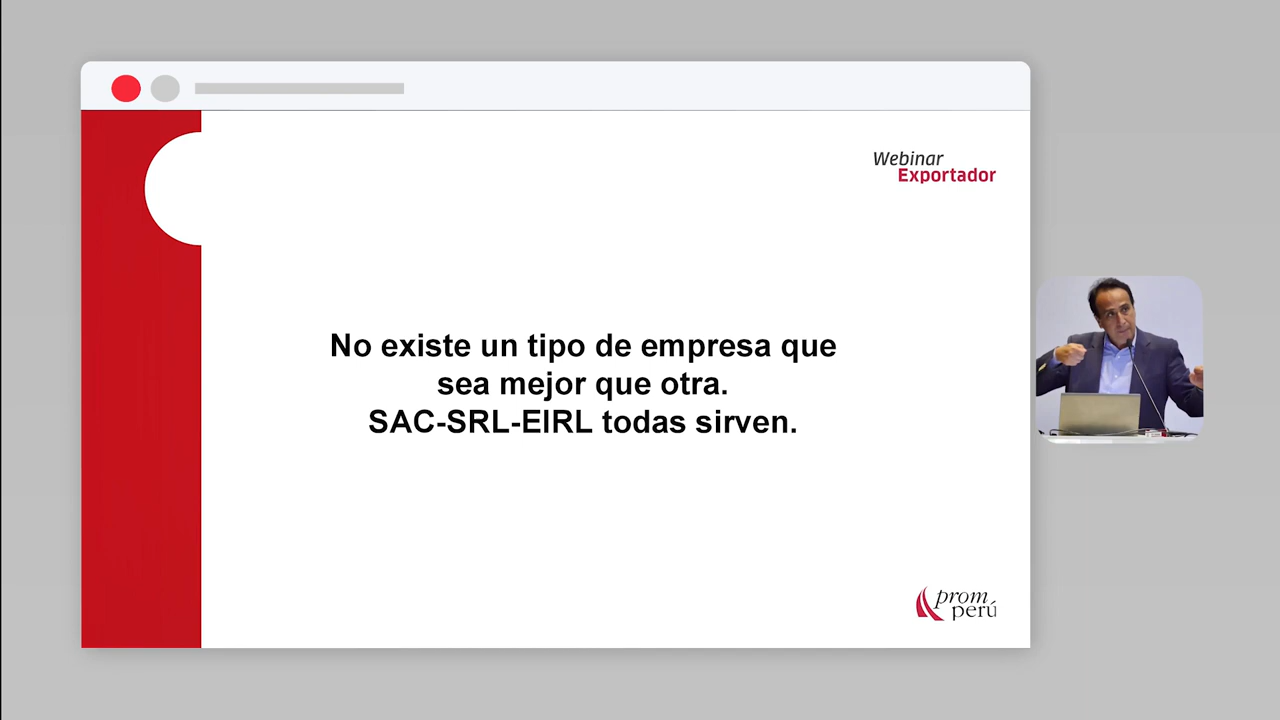 Webinar
Exportador
No existe un tipo de empresa que
sea mejor que otra.
SAC-SRL-EIRL todas sirven.
prom
perú